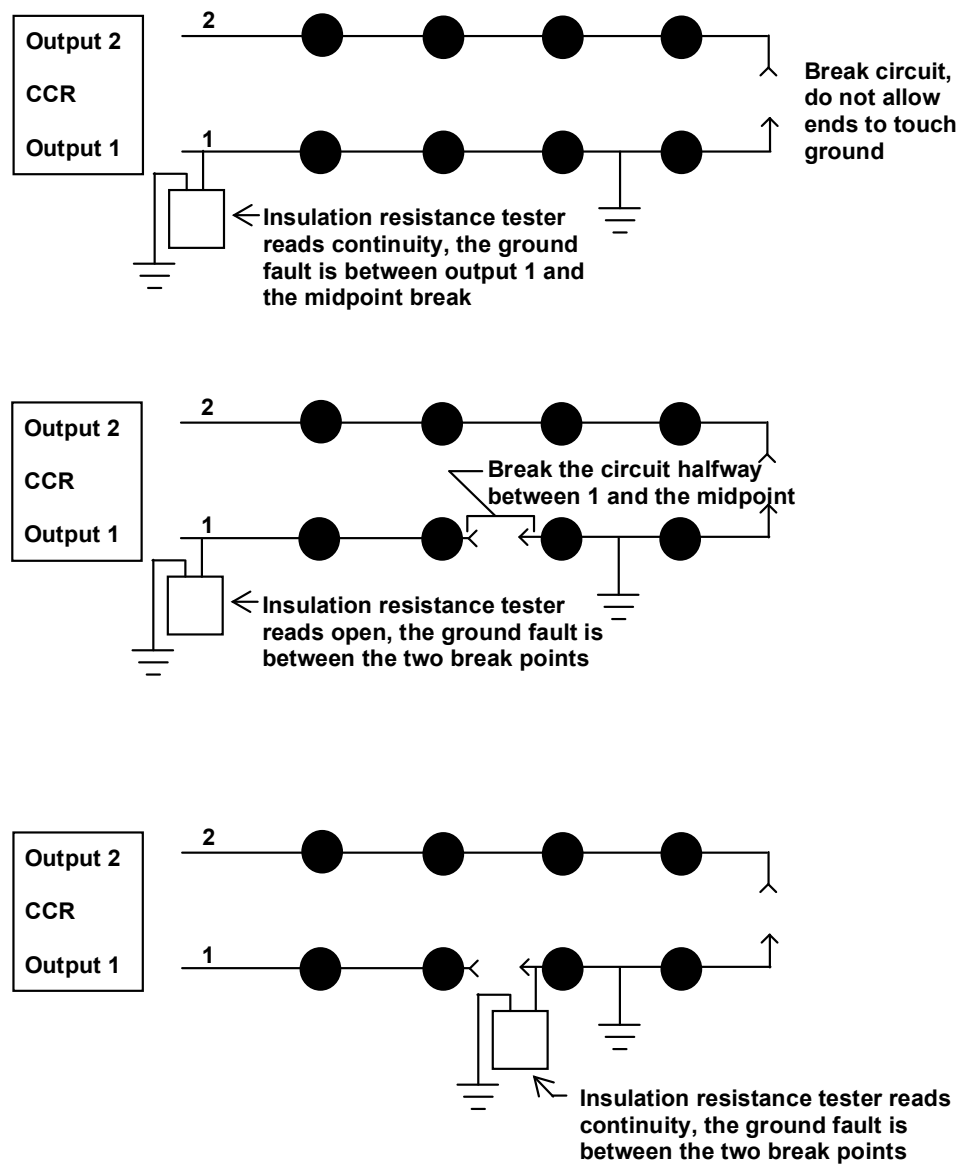 2
Output 2
CCR
Output 1
1
Break circuit,
do not allow
ends to touch
ground
Insulation resistance tester
reads continuity, the ground
fault is between output 1 and
the midpoint break
2
Output 2
CCR
Output 1
1
Break the circuit halfway
between 1 and the midpoint
Insulation resistance tester
reads open, the ground fault is
between the two break points
2
Output 2
CCR
Output 1
1
Insulation resistance tester reads
continuity, the ground fault is
between the two break points